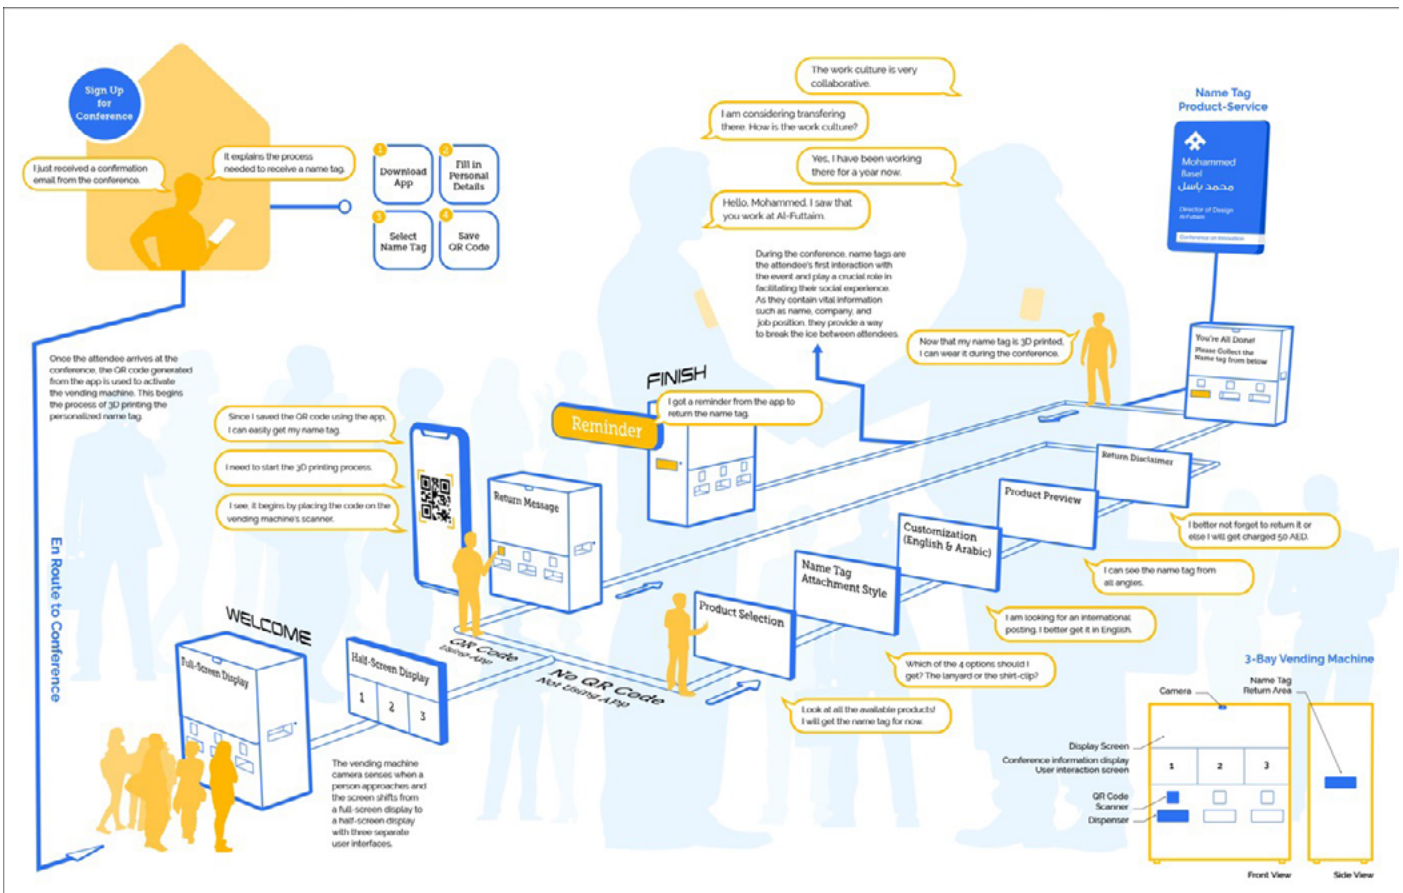 Sign Up
for
Conference
I just received a confirmation
email from the conference.
It explains the process
needed to receive a name tag.
1
Download
App
2
Fill in
Personal
Details
3
Select
Name Tag
4
Save
QR Code
The work culture is very
collaborative.
I am considering transfering
there. How is the work culture?
Yes, I have been working
there for a year now.
Hello, Mohammed. I saw that
you work at Al-Futtaim.
During the conference, name tags are
the attendee's first interaction with
the event and play a crucial role in
facilitating their social experience.
As they contain vital information
such as name, company, and
job position, they provide a way
to break the ice between attendees.
Name Tag
Product-Service
Mohammed
Basel
محمد باسل
Director of Design
Al-Futtaim
Conference on Innovation
Now that my name tag is 3D printed,
I can wear it during the conference.
You're All Done!
Please Collect the
Name tag from below
Once the attendee arrives at the
conference, the QR code generated
from the app is used to activate
the vending machine. This begins
the process of 3D printing the
personalized name tag.
En Route to Conference
Since I saved the QR code using the app,
I can easily get my name tag.
I need to start the 3D printing process.
I see, it begins by placing the code on the
vending machine's scanner.
FINISH
Reminder
I got a reminder from the app to
return the name tag.
Return Message
WELCOME
Full-Screen Display
Half-Screen Display
1
2
3
The vending machine
camera senses when a
person approaches and
the screen shifts from
a full-screen display to
a half-screen display
with three separate
user interfaces.
QR Code
Using App
No QR Code
Not Using App
Product Selection
Name Tag
Attachment Style
Customization
(English & Arabic)
Product Preview
Return Disclaimer
I better not forget to return it or
else I will get charged 50 AED.
I can see the name tag from
all angles.
I am looking for an international
posting. I better get it in English.
Which of the 4 options should I
get? The lanyard or the shirt-clip?
Look at all the available products!
I will get the name tag for now.
3-Bay Vending Machine
Camera
Name Tag
Return Area
Display Screen
Conference information display
User interaction screen
1
2
3
QR Code
Scanner
Dispenser
Front View
Side View